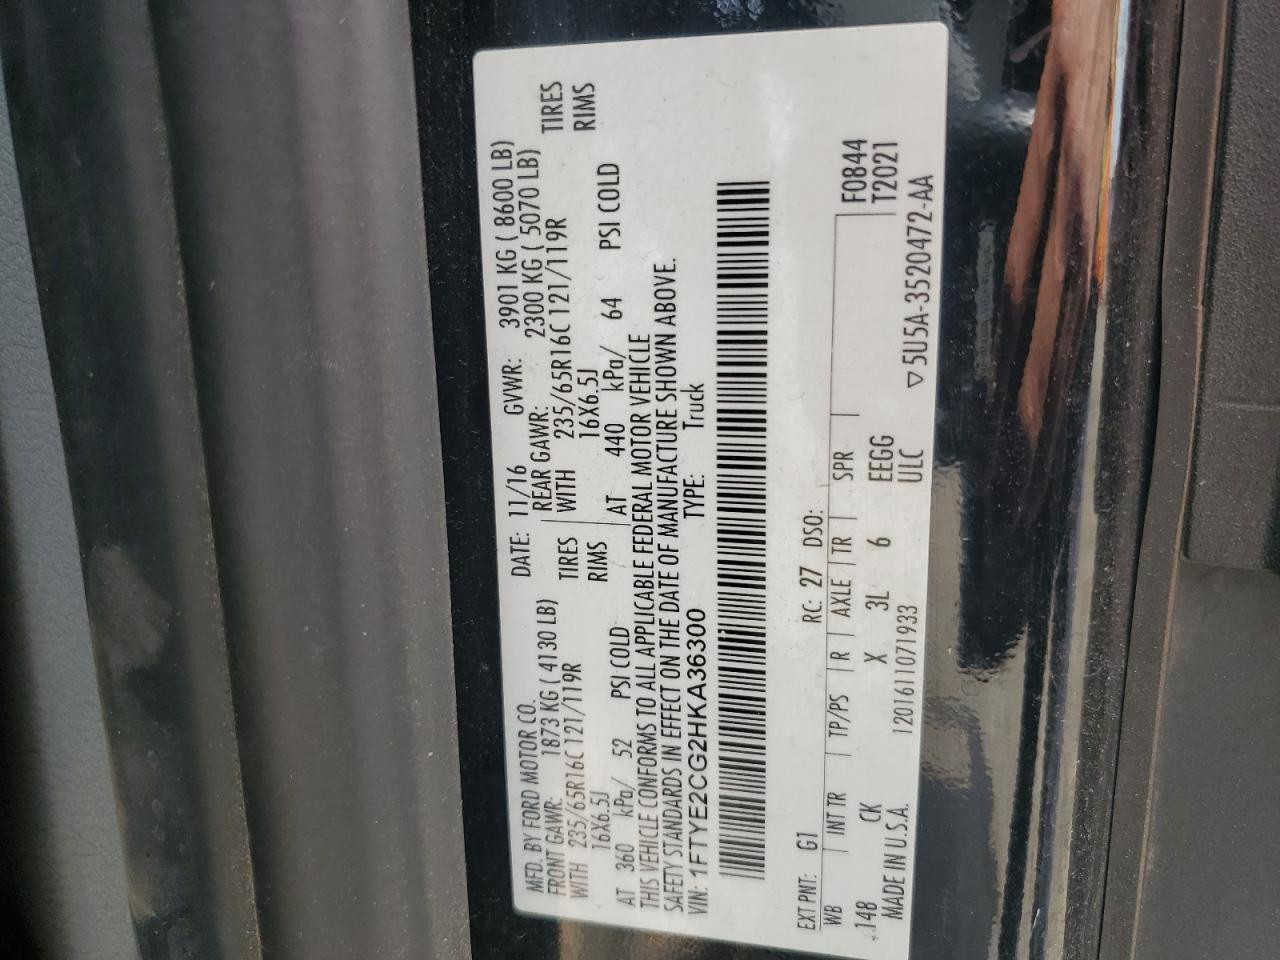 MFD. BY FORD MOTOR CO. DATE: 11/16 GVWR: 3901 KG ( 8600 LB)
FRONT GAWR: 1873 KG ( 4130 LB) REAR GAWR: 2300 KG ( 5070 LB)
WITH 235/65R16C 121/119R TIRES WITH 235/65R16C 121/119R TIRES
16X6.5J RIMS 16X6.5J RIMS
AT 360 kPa/ 52 PSI COLD AT 440 kPa/ 64 PSI COLD
THIS VEHICLE CONFORMS TO ALL APPLICABLE FEDERAL MOTOR VEHICLE
SAFETY STANDARDS IN EFFECT ON THE DATE OF MANUFACTURE SHOWN ABOVE.
VIN: 1FTYE2CG2HKA36300 TYPE: Truck
EXT PNT: G1 RC: 27 DSO:
WB INT TR TP/PS R AXLE TR SPR F0844
148 CK X 3L 6 EEGG T2021
MADE IN U.S.A. 120161107193​3 ULC ▽ 5U5A-3520472-AA